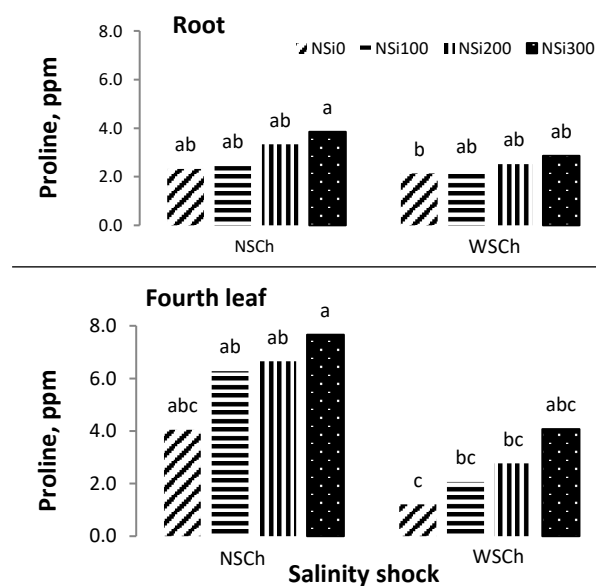 Root
NSi0 NSi100 NSi200 NSi300
Proline, ppm
8.0
6.0
4.0
2.0
0.0
ab ab ab a b ab ab ab
NSCh WSCh
Fourth leaf
Proline, ppm
8.0
6.0
4.0
2.0
0.0
abc ab ab a c bc bc abc
NSCh WSCh
Salinity shock